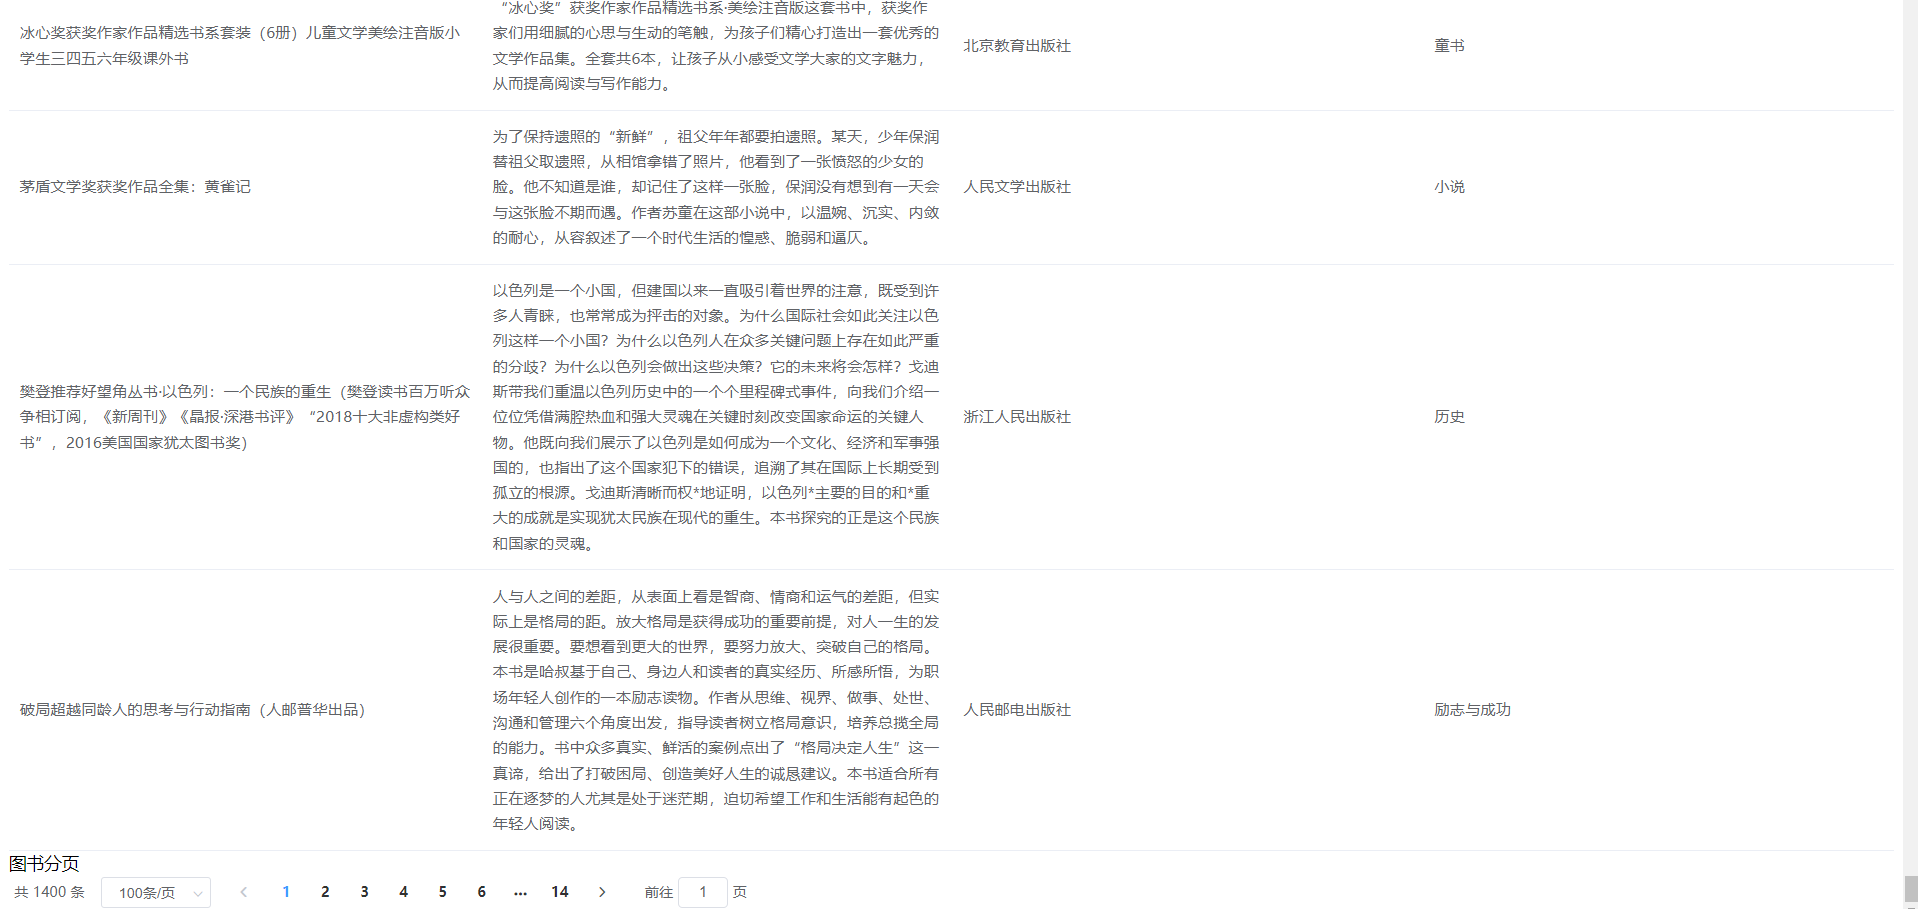 “冰心奖”获奖作家作品精选书系·美绘注音版这套书中，获奖作
冰心奖获奖作家作品精选书系套装（6册）儿童文学美绘注音版小
学生三四五六年级课外书
家们用细腻的心思与生动的笔触，为孩子们精心打造出一套优秀的
文学作品集。全套共6本，让孩子从小感受文学大家的文字魅力，
从而提高阅读与写作能力。
北京教育出版社
童书
茅盾文学奖获奖作品全集：黄雀记
为了保持遗照的“新鲜”，祖父年年都要拍遗照。某天，少年保润
替祖父取遗照，从相馆拿错了照片，他看到了一张愤怒的少女的
脸。他不知道是谁，却记住了这样一张脸，保润没有想到有一天会
与这张脸不期而遇。作者苏童在这部小说中，以温婉、沉实、内敛
的耐心，从容叙述了一个时代生活的惶惑、脆弱和逼仄。
人民文学出版社
小说
樊登推荐好望角丛书·以色列：一个民族的重生（樊登读书百万听众
争相订阅，《新周刊》《晶报·深港书评》“2018十大非虚构类好
书”，2016美国国家犹太图书奖）
以色列是一个小国，但建国以来一直吸引着世界的注意，既受到许
多人青睐，也常常成为抨击的对象。为什么国际社会如此关注以色
列这样一个小国？为什么以色列人在众多关键问题上存在如此严重
的分歧？为什么以色列会做出这些决策？它的未来将会怎样？戈迪
斯带我们重温以色列历史中的一个个里程碑式事件，向我们介绍一
位位凭借满腔热血和强大灵魂在关键时刻改变国家命运的关键人
物。他既向我们展示了以色列是如何成为一个文化、经济和军事强
国的，也指出了这个国家犯下的错误，追溯了其在国际上长期受到
孤立的根源。戈迪斯清晰而权*地证明，以色列*主要的目的和*重
大的成就是实现犹太民族在现代的重生。本书探究的正是这个民族
和国家的灵魂。
浙江人民出版社
历史
破局超越同龄人的思考与行动指南（人邮普华出品）
人与人之间的差距，从表面上看是智商、情商和运气的差距，但实
际上是格局的距。放大格局是获得成功的重要前提，对人一生的发
展很重要。要想看到更大的世界，要努力放大、突破自己的格局。
本书是哈叔基于自己、身边人和读者的真实经历、所感所悟，为职
场年轻人创作的一本励志读物。作者从思维、视界、做事、处世、
沟通和管理六个角度出发，指导读者树立格局意识，培养总揽全局
的能力。书中众多真实、鲜活的案例点出了“格局决定人生”这一
真谛，给出了打破困局、创造美好人生的诚恳建议。本书适合所有
正在逐梦的人尤其是处于迷茫期，迫切希望工作和生活能有起色的
年轻人阅读。
人民邮电出版社
励志与成功
图书分页
共 1400 条 100条/页 1 2 3 4 5 6 ... 14 前往 1 页